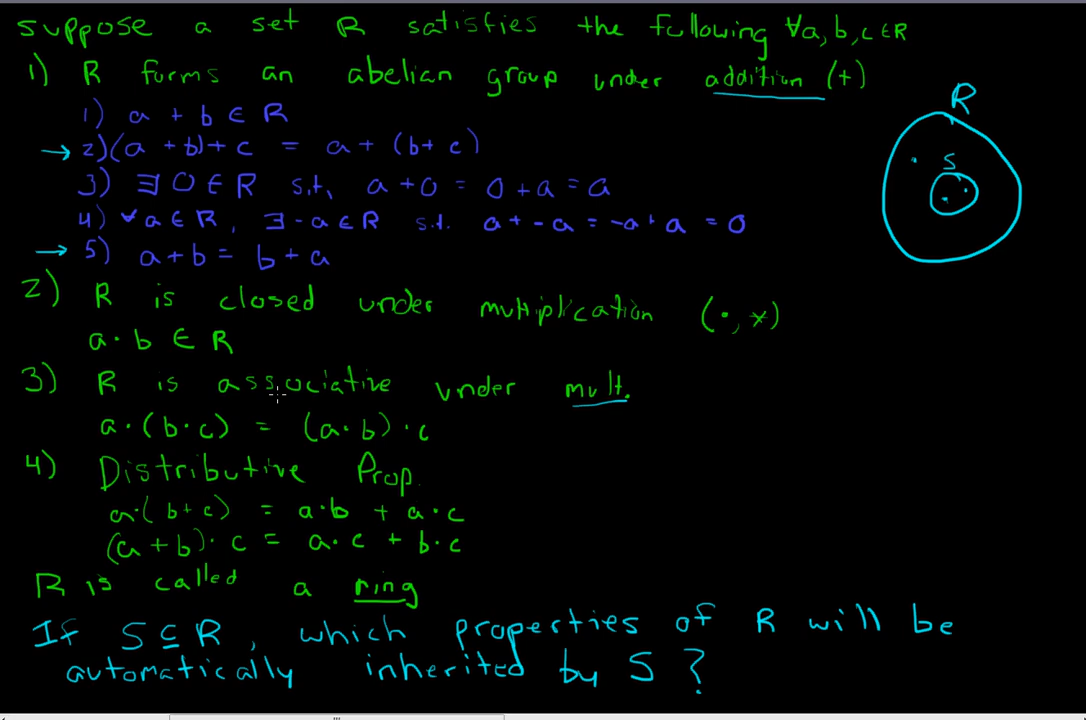 suppose a set R satisfies the following ∀a, b, c ∈ R
1) R forms an abelian group under addition (+)
1) a + b ∈ R
→ 2) (a + b) + c = a + (b + c)
3) ∃ 0 ∈ R s.t. a + 0 = 0 + a = a
4) ∀ a ∈ R, ∃ -a ∈ R s.t. a + -a = -a + a = 0
→ 5) a + b = b + a
2) R is closed under multiplication (·, ×)
a · b ∈ R
3) R is associative under mult.
a · (b · c) = (a · b) · c
4) Distributive Prop.
a · (b + c) = a · b + a · c
(a + b) · c = a · c + b · c
R is called a ring
If S ⊆ R, which properties of R will be
automatically inherited by S ?
R
S